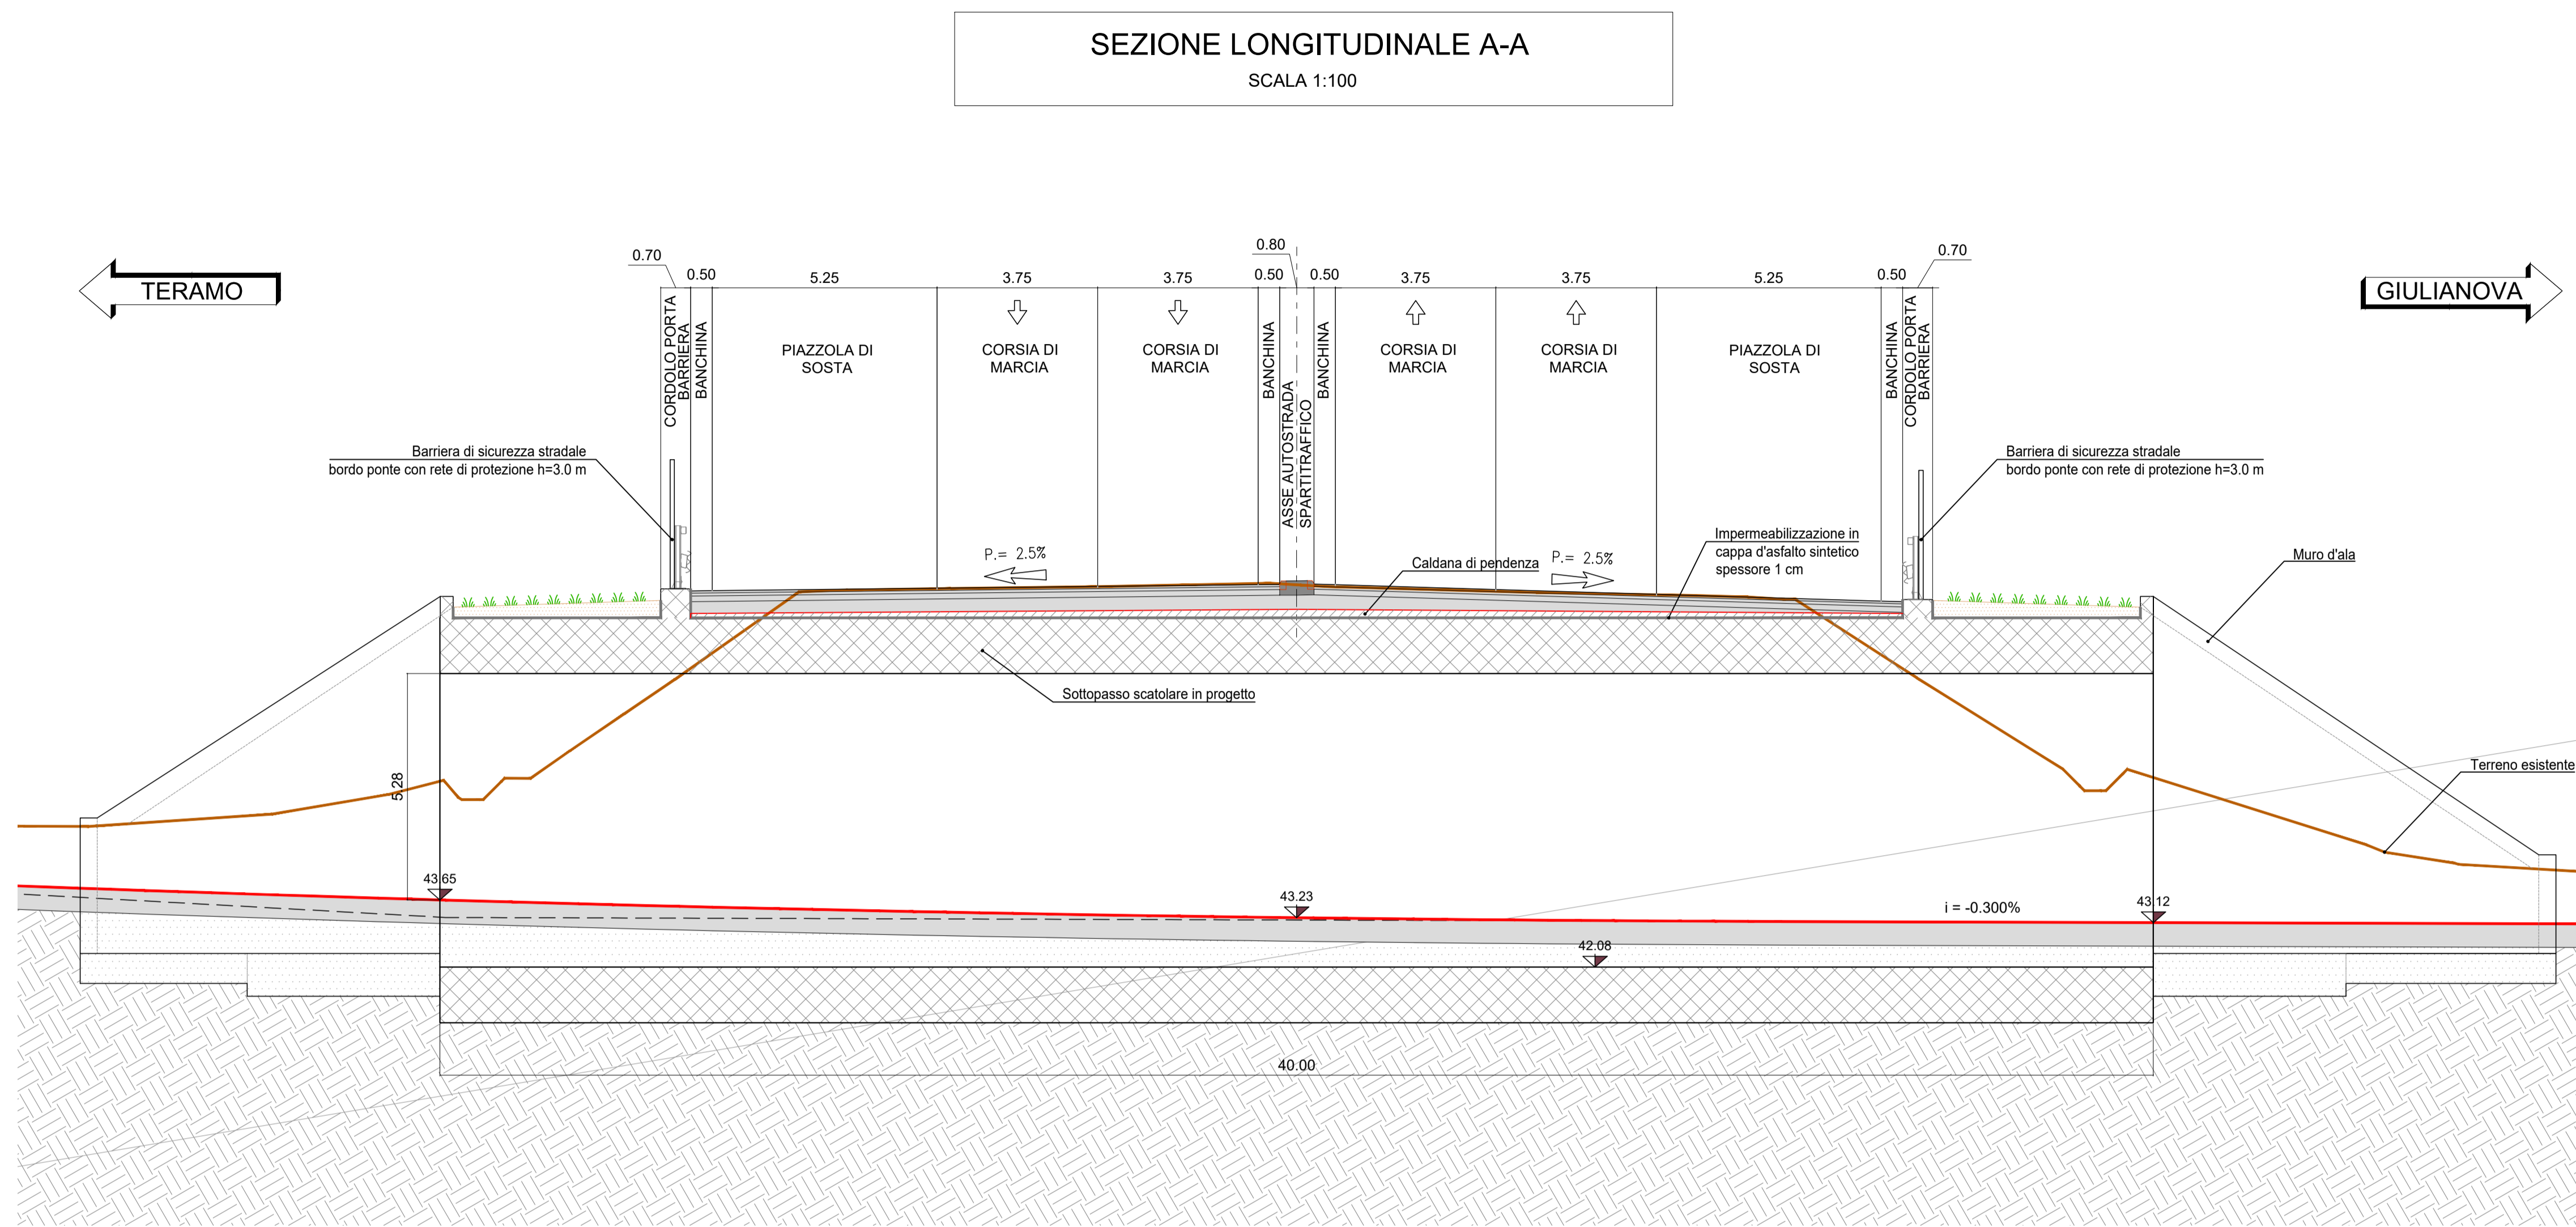 SEZIONE LONGITUDINALE A-A
SCALA 1:100
TERAMO
GIULIANOVA
0.70
0.50
5.25
3.75
3.75
0.50
0.80
0.50
3.75
3.75
5.25
0.50
0.70
CORDOLO PORTA
BARRIERA
BANCHINA
PIAZZOLA DI
SOSTA
CORSIA DI
MARCIA
CORSIA DI
MARCIA
BANCHINA
ASSE AUTOSTRADA
SPARTITRAFFICO
BANCHINA
CORSIA DI
MARCIA
CORSIA DI
MARCIA
PIAZZOLA DI
SOSTA
BANCHINA
CORDOLO PORTA
BARRIERA
Barriera di sicurezza stradale
bordo ponte con rete di protezione h=3.0 m
Barriera di sicurezza stradale
bordo ponte con rete di protezione h=3.0 m
P.= 2.5%
P.= 2.5%
Caldana di pendenza
Impermeabilizzazione in
cappa d'asfalto sintetico
spessore 1 cm
Muro d'ala
Sottopasso scatolare in progetto
Terreno esistente
5.28
43.65
43.23
i = -0.300%
43.12
42.08
40.00